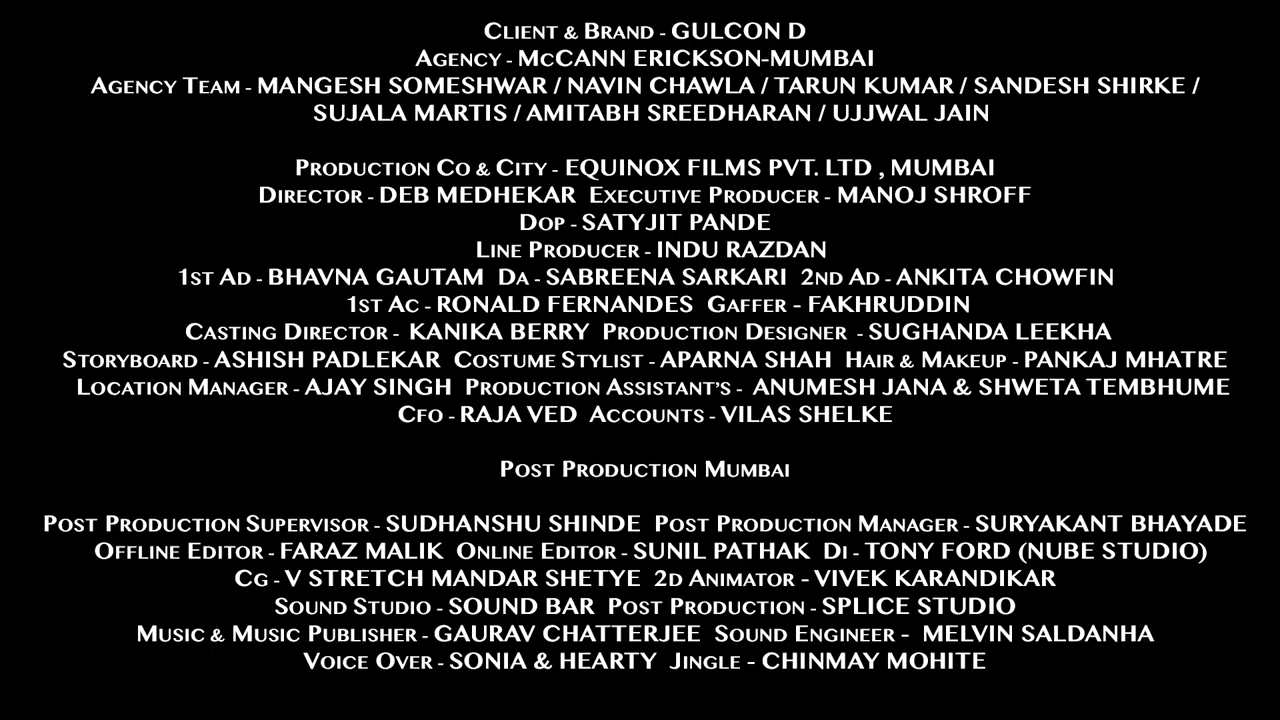 Client & Brand - GULCON D
Agency - McCANN ERICKSON-MUMBAI
Agency Team - MANGESH SOMESHWAR / NAVIN CHAWLA / TARUN KUMAR / SANDESH SHIRKE /
SUJALA MARTIS / AMITABH SREEDHARAN / UJJWAL JAIN
Production Co & City - EQUINOX FILMS PVT. LTD , MUMBAI
Director - DEB MEDHEKAR Executive Producer - MANOJ SHROFF
Dop - SATYJIT PANDE
Line Producer - INDU RAZDAN
1st Ad - BHAVNA GAUTAM Da - SABREENA SARKARI 2nd Ad - ANKITA CHOWFIN
1st Ac - RONALD FERNANDES Gaffer - FAKHRUDDIN
Casting Director - KANIKA BERRY Production Designer - SUGHANDA LEEKHA
Storyboard - ASHISH PADLEKAR Costume Stylist - APARNA SHAH Hair & Makeup - PANKAJ MHATRE
Location Manager - AJAY SINGH Production Assistant's - ANUMESH JANA & SHWETA TEMBHUME
Cfo - RAJA VED Accounts - VILAS SHELKE
Post Production Mumbai
Post Production Supervisor - SUDHANSHU SHINDE Post Production Manager - SURYAKANT BHAYADE
Offline Editor - FARAZ MALIK Online Editor - SUNIL PATHAK Di - TONY FORD (NUBE STUDIO)
Cg - V STRETCH MANDAR SHETYE 2d Animator - VIVEK KARANDIKAR
Sound Studio - SOUND BAR Post Production - SPLICE STUDIO
Music & Music Publisher - GAURAV CHATTERJEE Sound Engineer - MELVIN SALDANHA
Voice Over - SONIA & HEARTY Jingle - CHINMAY MOHITE